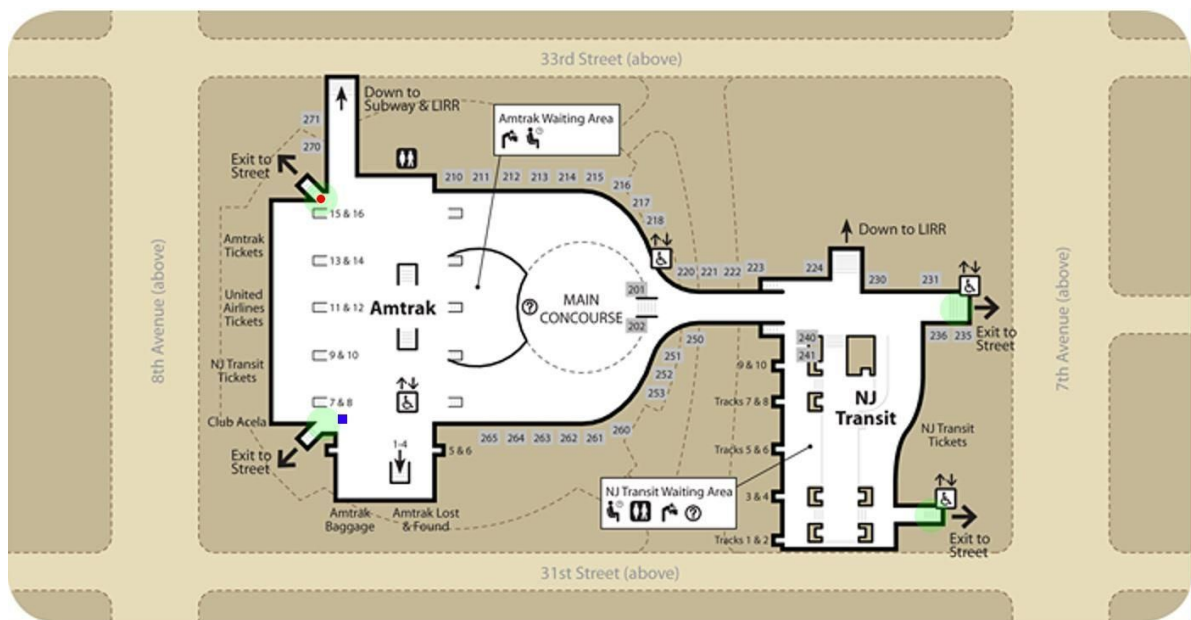 33rd Street (above)
Down to
Subway & LIRR
271
270
Exit to
Street
Amtrak Waiting Area
210 211 212 213 214 215
216
217
218
15 & 16
Amtrak
Tickets
13 & 14
United
Airlines
Tickets
11 & 12
Amtrak
MAIN
CONCOURSE
201
202
220 221 222 223
224
Down to LIRR
230
231
Exit to
Street
236 235
8th Avenue (above)
7th Avenue (above)
NJ Transit
Tickets
9 & 10
7 & 8
Club Acela
Exit to
Street
1-4
5 & 6
265 264 263 262 261
260
250
251
252
253
240
241
9 & 10
Tracks 7 & 8
NJ
Transit
NJ Transit
Tickets
Tracks 5 & 6
NJ Transit Waiting Area
3 & 4
Tracks 1 & 2
Exit to
Street
Amtrak
Baggage
Amtrak Lost
& Found
31st Street (above)